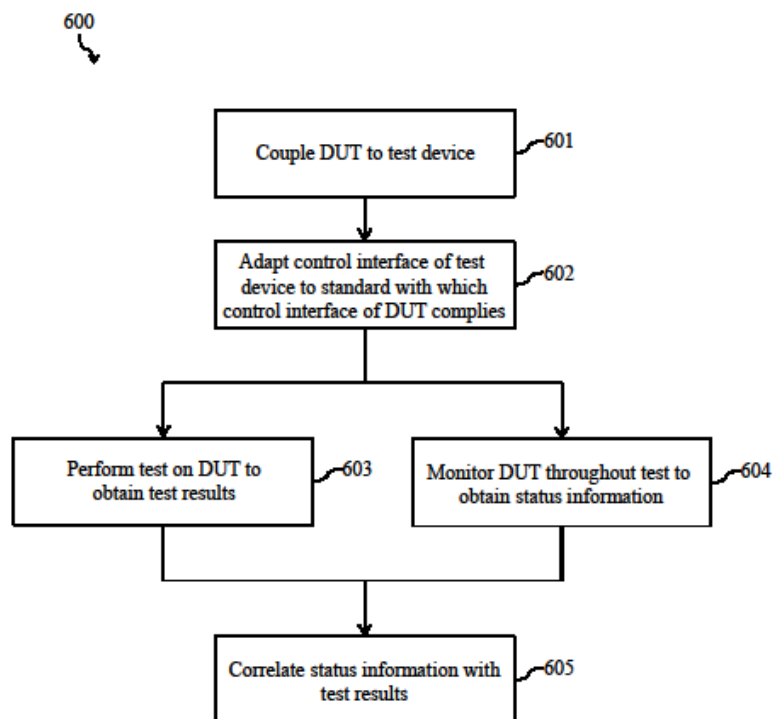 600
Couple DUT to test device
601
Adapt control interface of test
device to standard with which
control interface of DUT complies
602
Perform test on DUT to
obtain test results
603
Monitor DUT throughout test to
obtain status information
604
Correlate status information with
test results
605